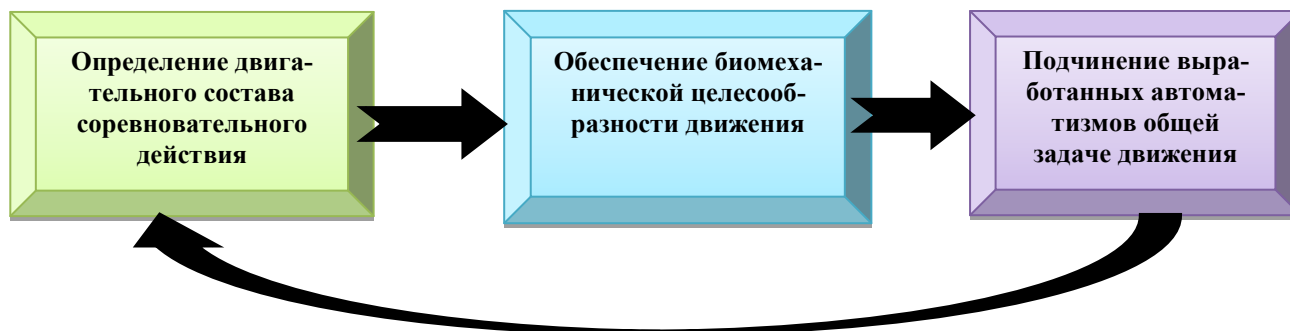 Определение двига-
тельного состава
соревновательного
действия
Обеспечение биомеха-
нической целесооб-
разности движения
Подчинение выра-
ботанных автома-
тизмов общей
задаче движения